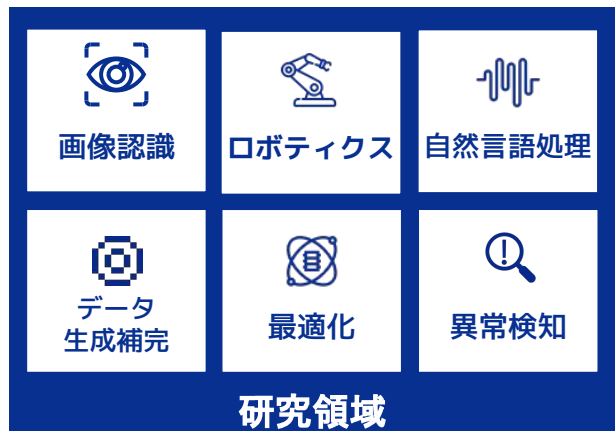 画像認識
ロボティクス
自然言語処理
データ
生成補完
最適化
異常検知
研究領域